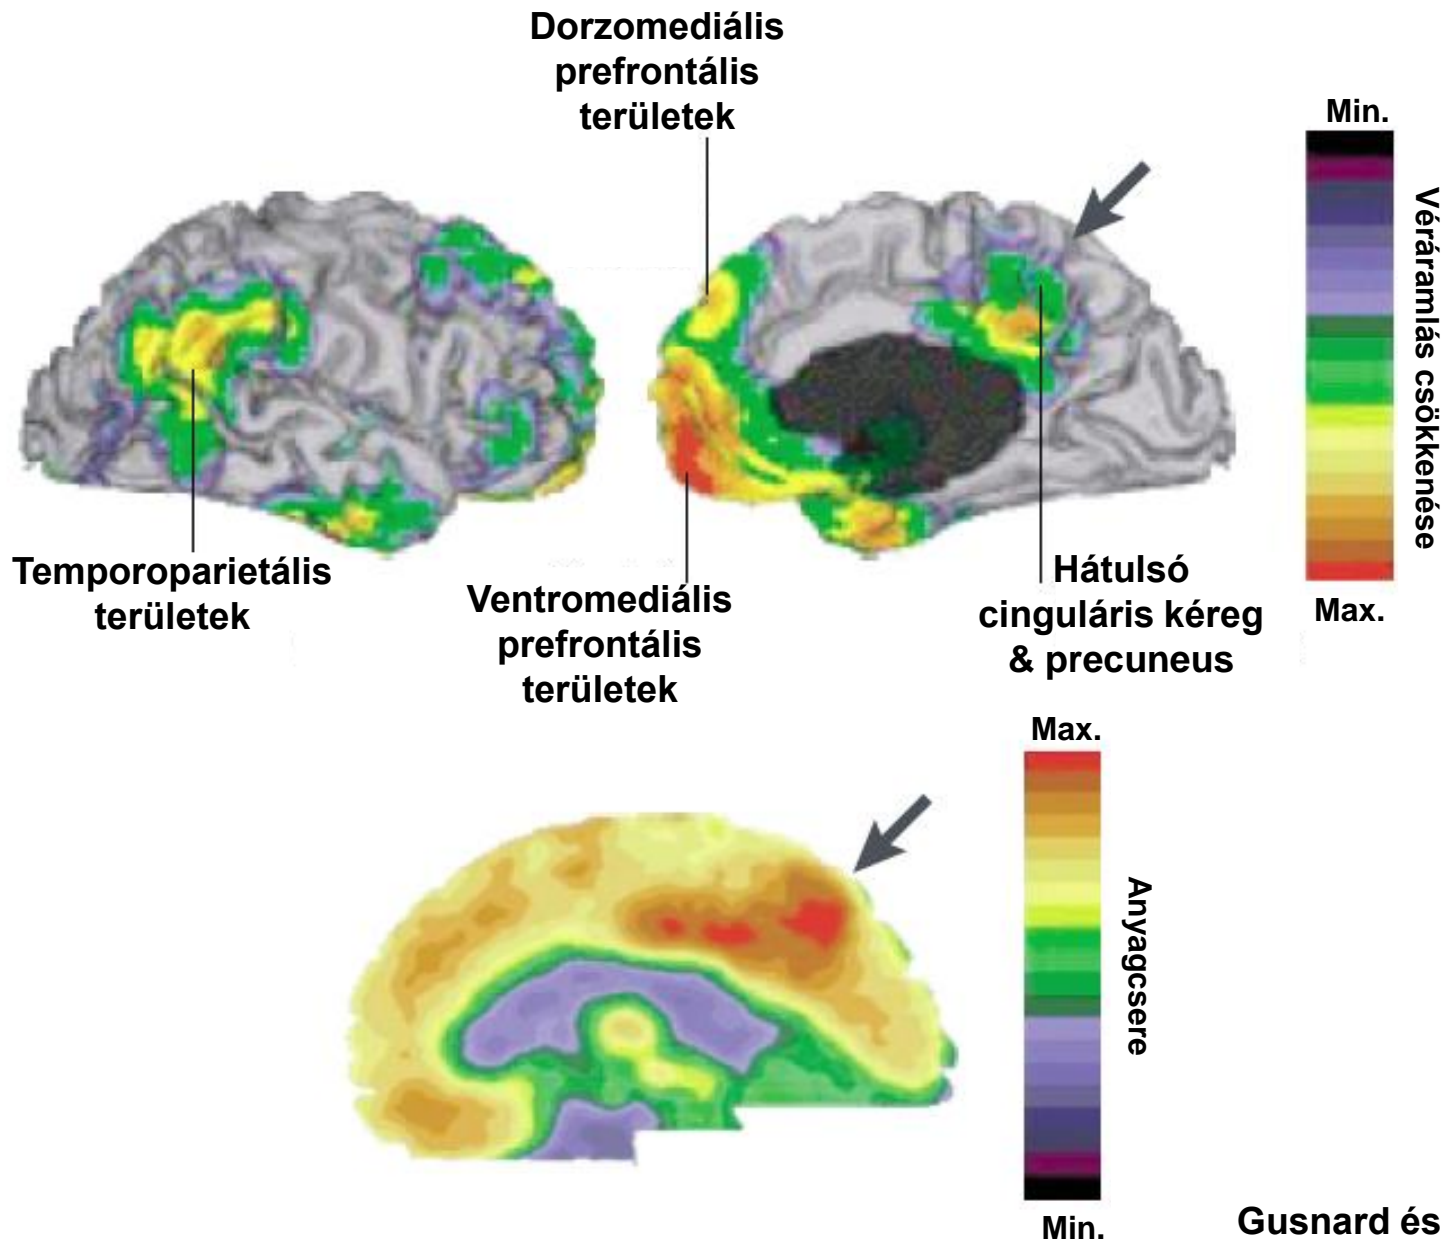 Dorzomediális
prefrontális
területek
Min.
Véráramlás csökkenése
Max.
Temporoparietális
területek
Ventromediális
prefrontális
területek
Hátulsó
cinguláris kéreg
& precuneus
Max.
Anyagcsere
Min.
Gusnard és